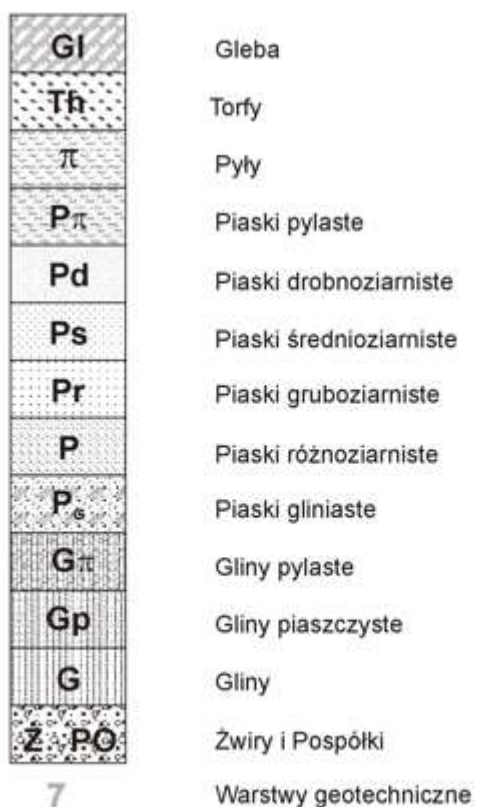 Gl Gleba
Th Torfy
π Pyły
Pπ Piaski pylaste
Pd Piaski drobnoziarniste
Ps Piaski średnioziarniste
Pr Piaski gruboziarniste
P Piaski różnoziarniste
PG Piaski gliniaste
Gπ Gliny pylaste
Gp Gliny piaszczyste
G Gliny
Ż PO Żwiry i Pospółki
7 Warstwy geotechniczne